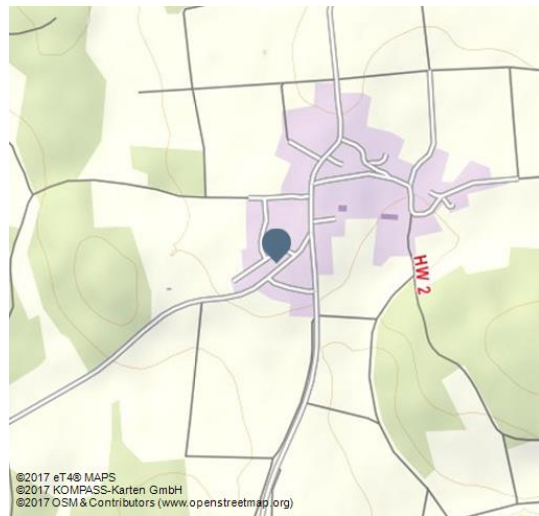 HW 2
©2017 eT4® MAPS
©2017 KOMPASS-Karten GmbH
©2017 OSM & Contributors (www.openstreetmap.org)